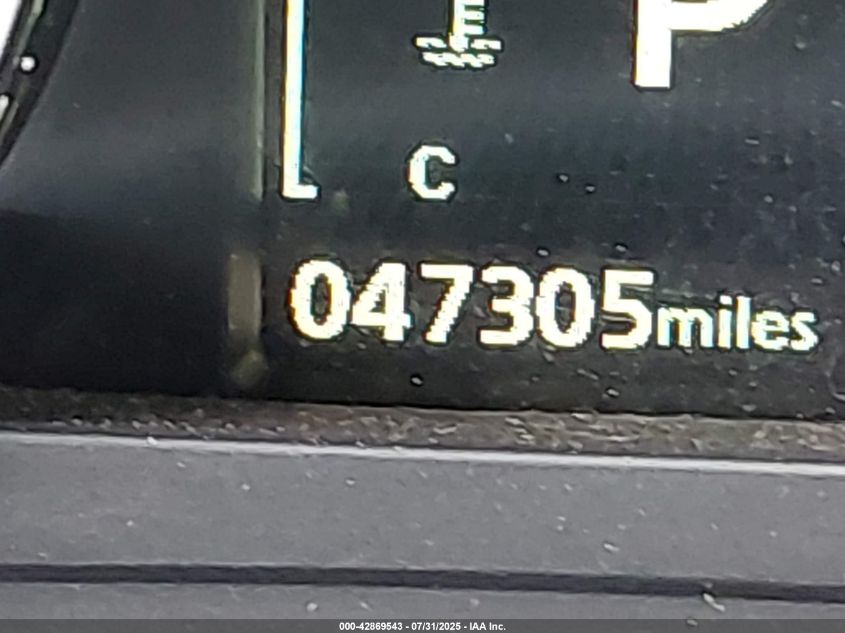 P
C
047305miles
000-42869543 - 07/31/2025 - IAA Inc.